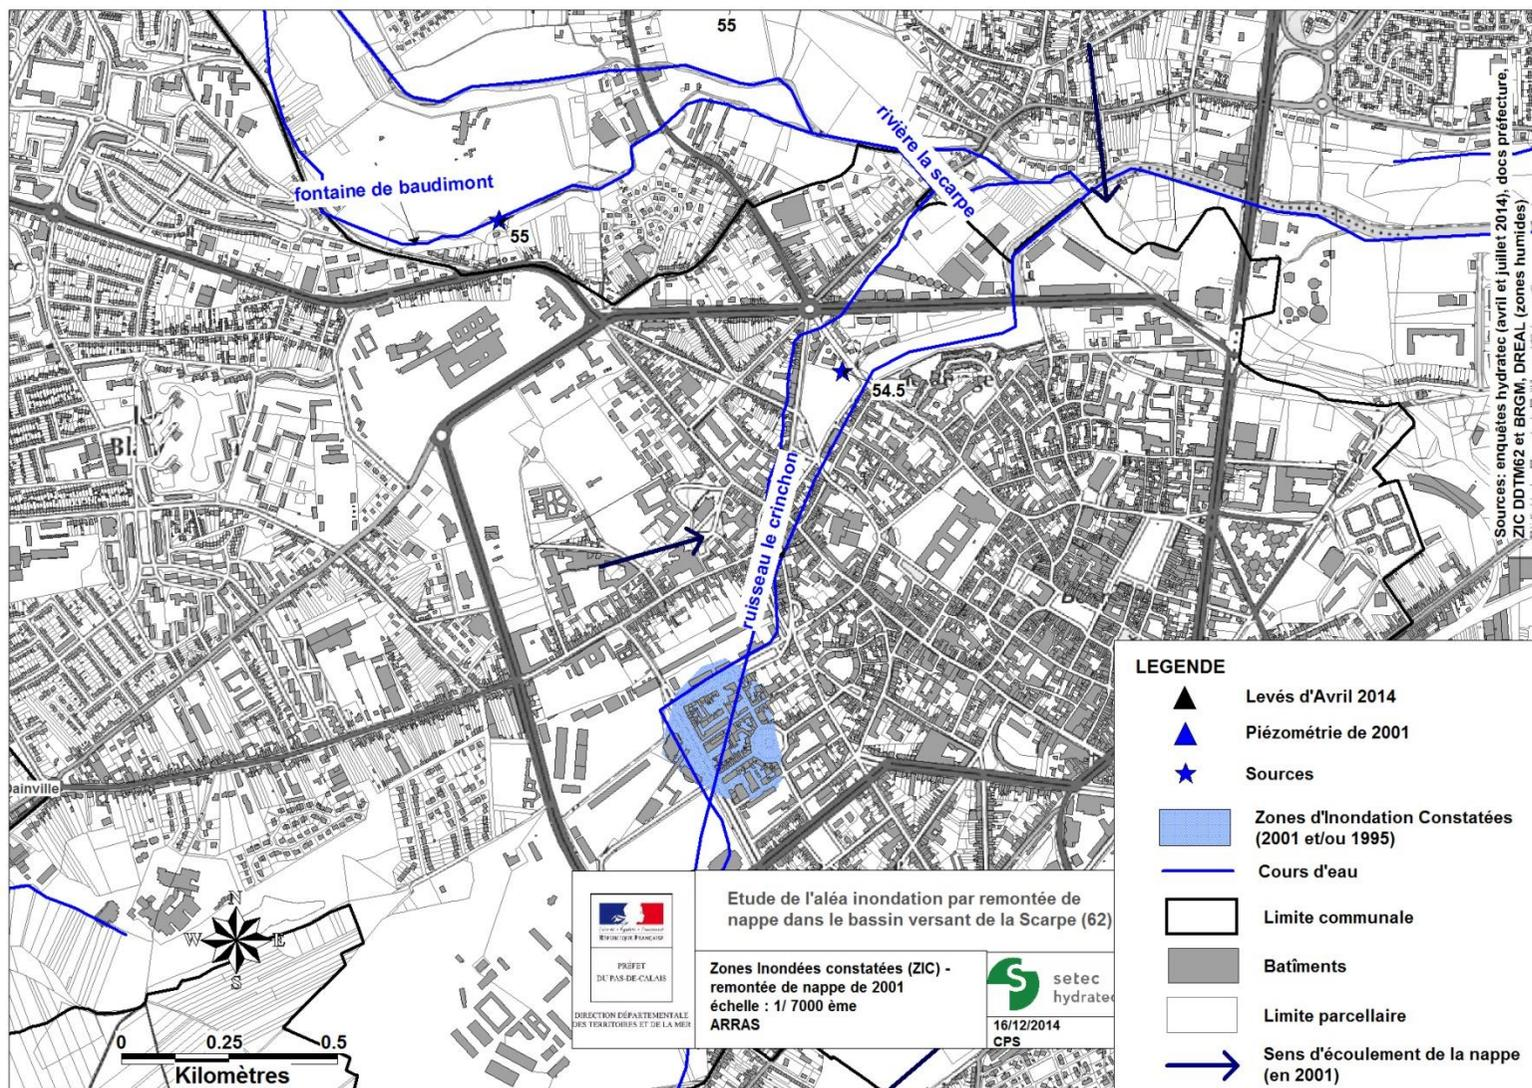 55
rivière la scarpe
fontaine de baudimont
55
54.5
ruisseau le crinchon
Dainville
Sources: enquêtes hydratec (avril et juillet 2014), docs préfecture,
ZIC DDTM62 et BRGM, DREAL (zones humides)
LEGENDE
Levés d'Avril 2014
Piézométrie de 2001
Sources
Zones d'Inondation Constatées
(2001 et/ou 1995)
Cours d'eau
Limite communale
Batîments
Limite parcellaire
Sens d'écoulement de la nappe
(en 2001)
N
W E
S
0 0.25 0.5
Kilomètres
RÉPUBLIQUE FRANÇAISE
PRÉFET
DU PAS-DE-CALAIS
DIRECTION DÉPARTEMENTALE
DES TERRITOIRES ET DE LA MER
Etude de l'aléa inondation par remontée de
nappe dans le bassin versant de la Scarpe (62)
Zones Inondées constatées (ZIC) -
remontée de nappe de 2001
échelle : 1/ 7000 ème
ARRAS
setec
hydratec
16/12/2014
CPS